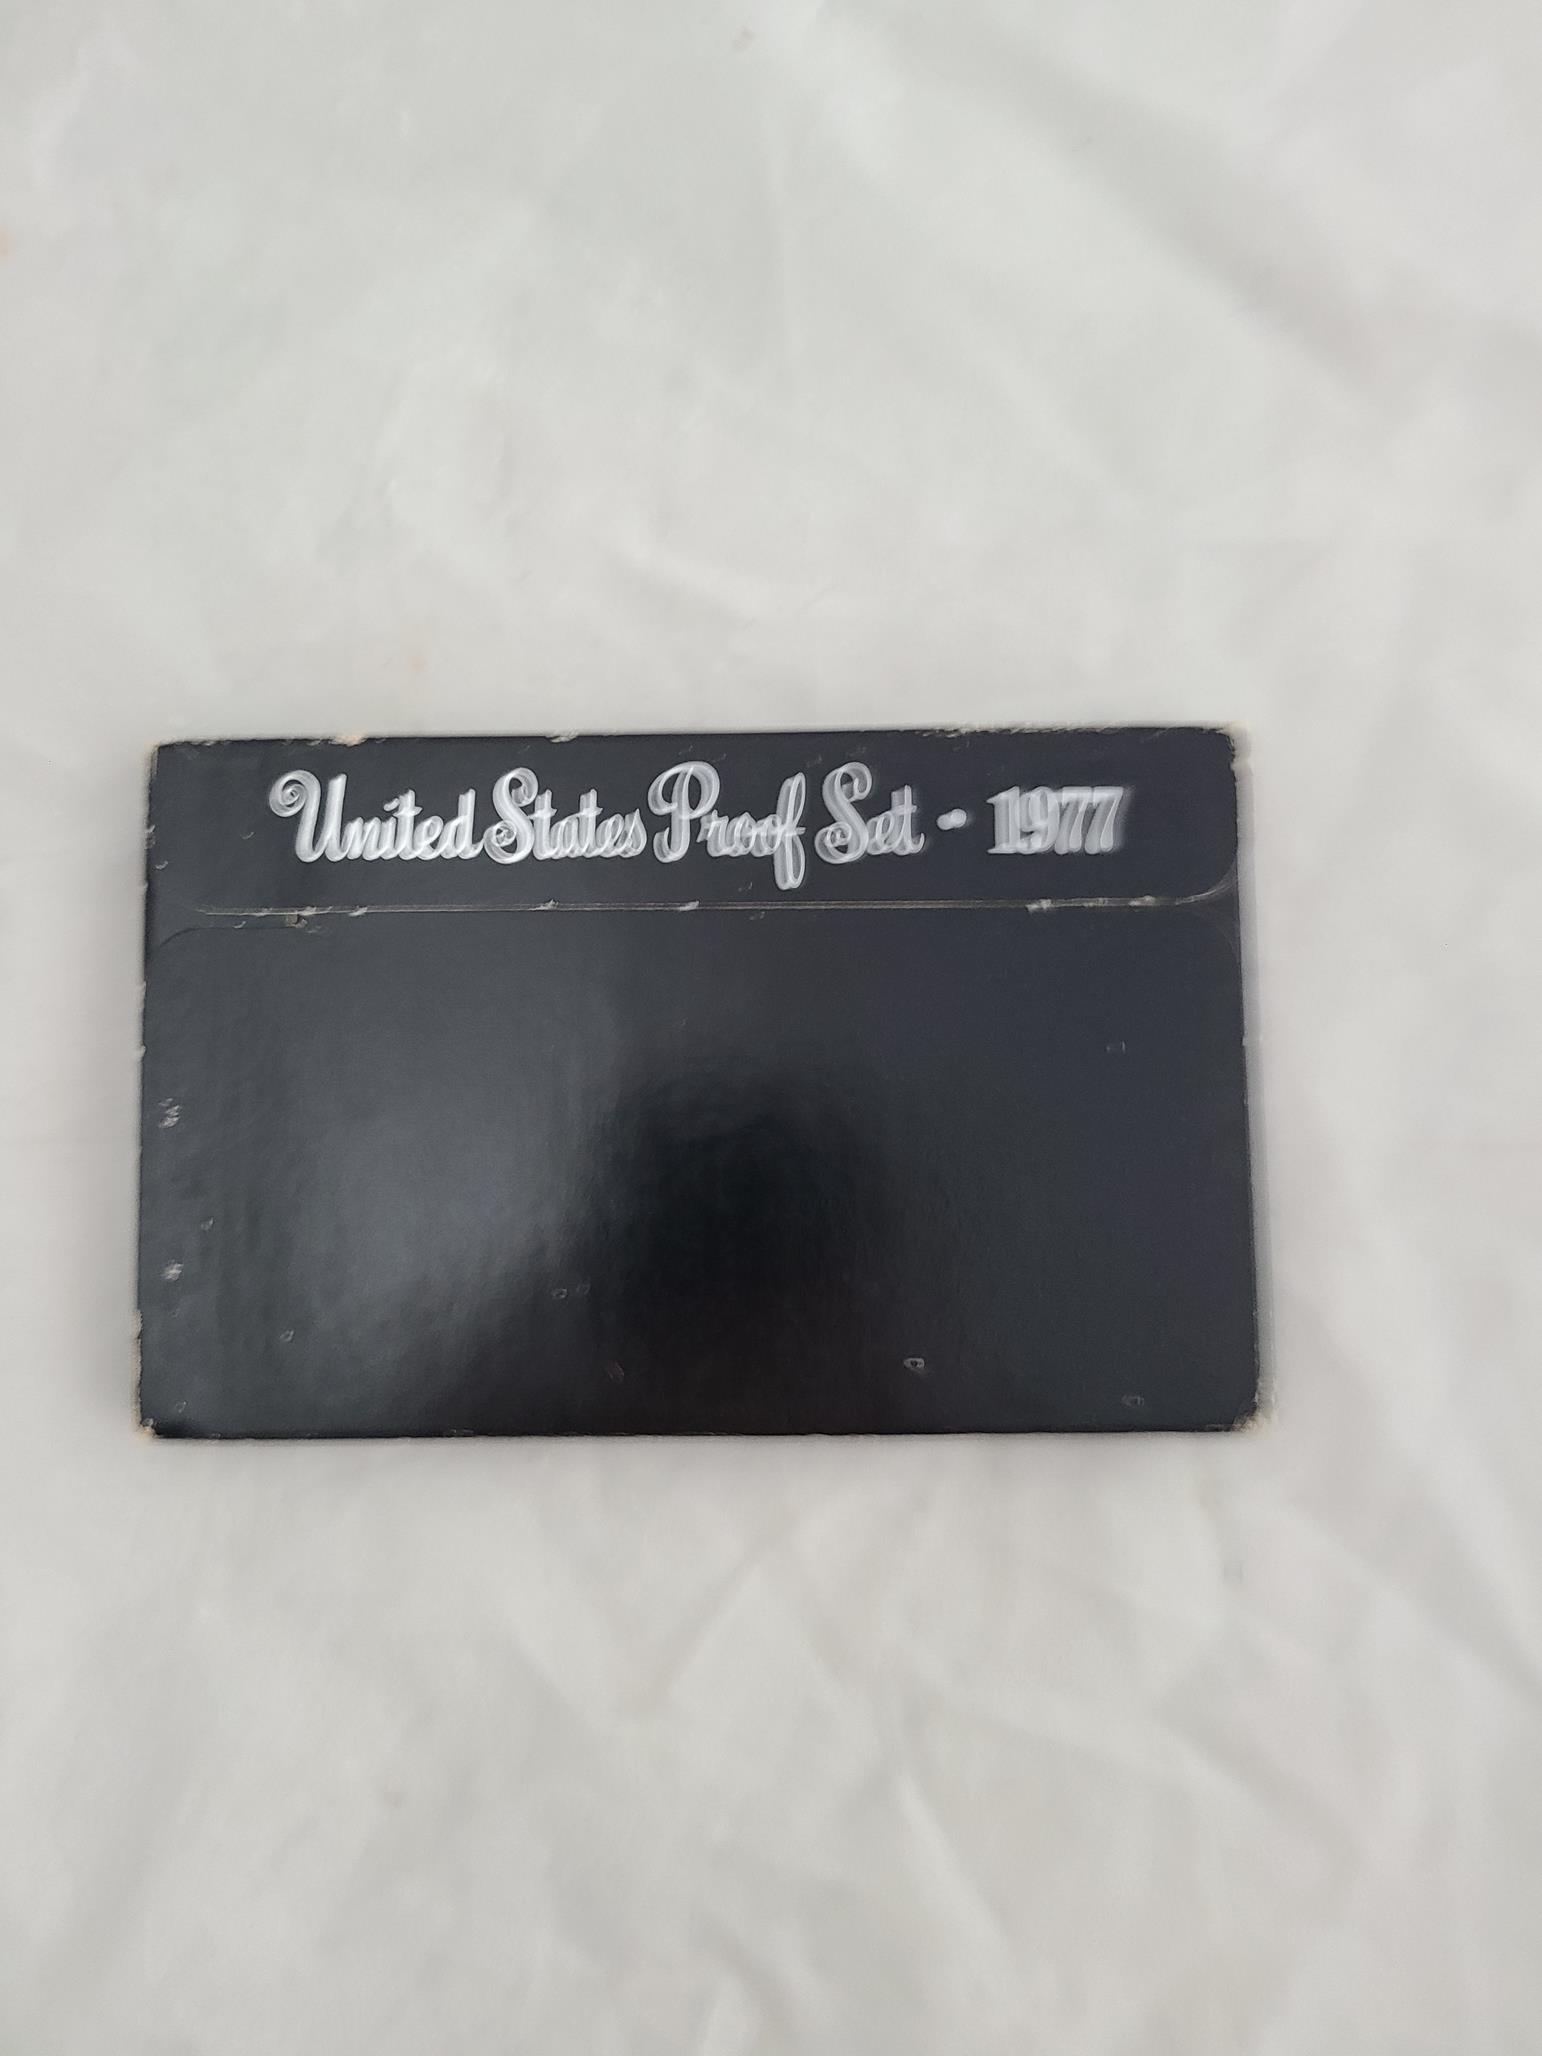 United States Proof Set - 1977